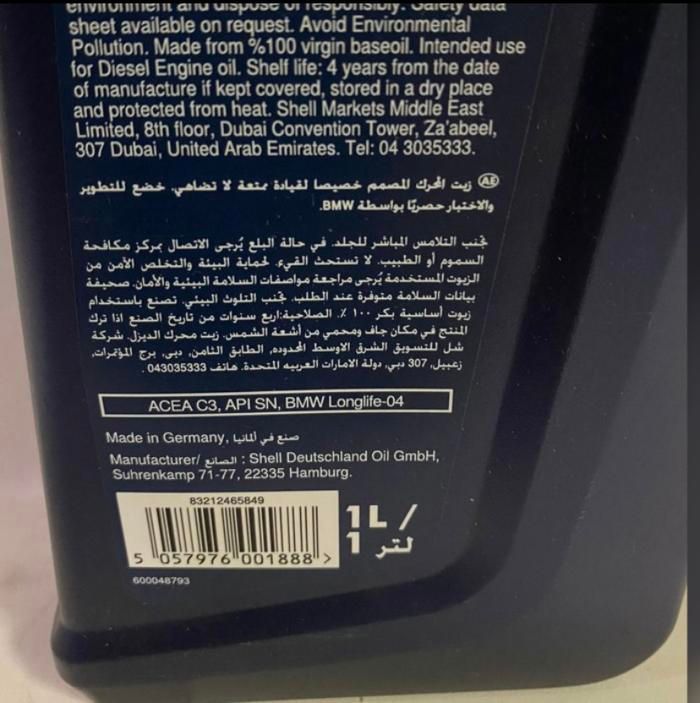 environment and dispose of responsibly. Safety data
sheet available on request. Avoid Environmental
Pollution. Made from %100 virgin baseoil. Intended use
for Diesel Engine oil. Shelf life: 4 years from the date
of manufacture if kept covered, stored in a dry place
and protected from heat. Shell Markets Middle East
Limited, 8th floor, Dubai Convention Tower, Za'abeel,
307 Dubai, United Arab Emirates. Tel: 04 3035333.
AE زيت المحرك المصمم خصيصا لقيادة ممتعة لا تضاهي. خضع للتطوير
والاختبار حصريًا بواسطة BMW.
تجنب التلامس المباشر للجلد. في حالة البلع يُرجى الاتصال بمركز مكافحة
السموم أو الطبيب. لا تستحث القيء. لحماية البيئة والتخلص الآمن من
الزيوت المستخدمة يُرجى مراجعة مواصفات السلامة البيئية والأمان. صحيفة
بيانات السلامة متوفرة عند الطلب. تجنب التلوث البيئي. تصنع باستخدام
زيوت أساسية بكر ١٠٠ ٪. الصلاحية:اربع سنوات من تاريخ الصنع اذا ترك
المنتج في مكان جاف ومحمي من أشعة الشمس. زيت محرك الديزل. شركة
شل للتسويق الشرق الاوسط المحدوده, الطابق الثامن, دبي, برج المؤتمرات,
زعبيل, 307 دبي, دولة الامارات العربيه المتحدة. هاتف 043035333 .
ACEA C3, API SN, BMW Longlife-04
Made in Germany, صنع في ألمانيا
Manufacturer/ الصانع : Shell Deutschland Oil GmbH,
Suhrenkamp 71-77, 22335 Hamburg.
83212465849
5 057976 001888 >
1L /
1 لتر
600048793